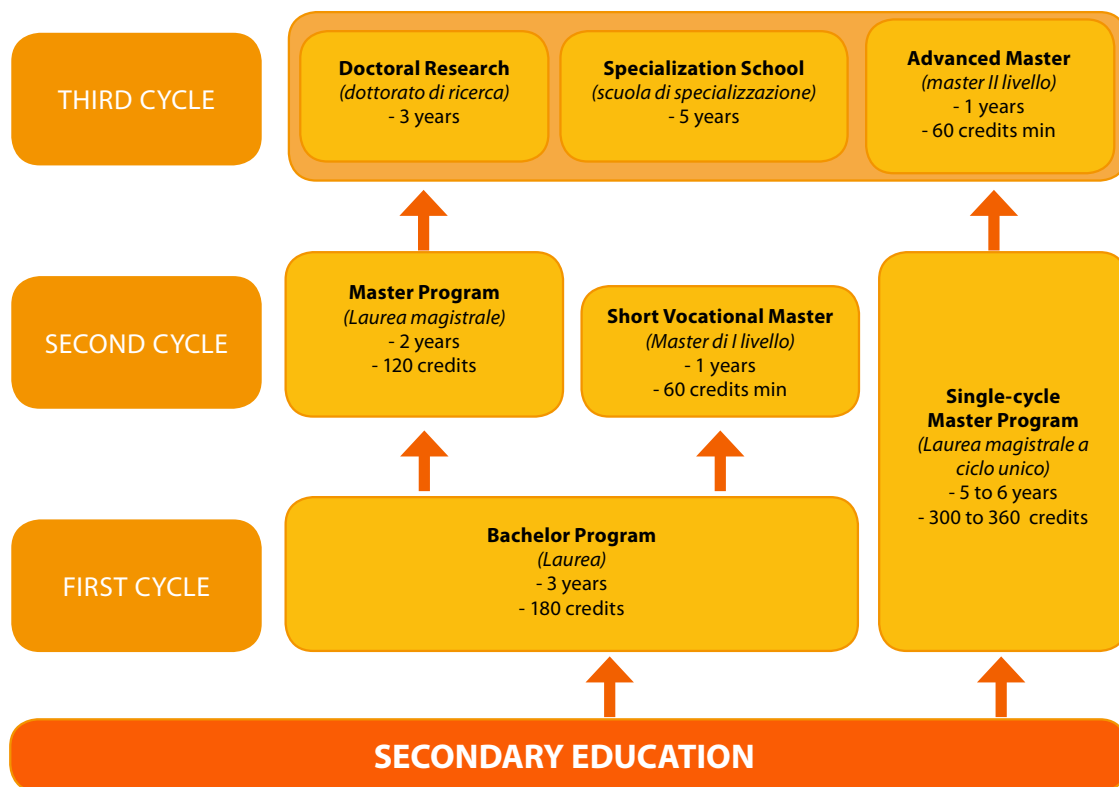 THIRD CYCLE
Doctoral Research
(dottorato di ricerca)
- 3 years
Specialization School
(scuola di specializzazione)
- 5 years
Advanced Master
(master II livello)
- 1 years
- 60 credits min
SECOND CYCLE
Master Program
(Laurea magistrale)
- 2 years
- 120 credits
Short Vocational Master
(Master di I livello)
- 1 years
- 60 credits min
Single-cycle
Master Program
(Laurea magistrale a
ciclo unico)
- 5 to 6 years
- 300 to 360 credits
FIRST CYCLE
Bachelor Program
(Laurea)
- 3 years
- 180 credits
SECONDARY EDUCATION